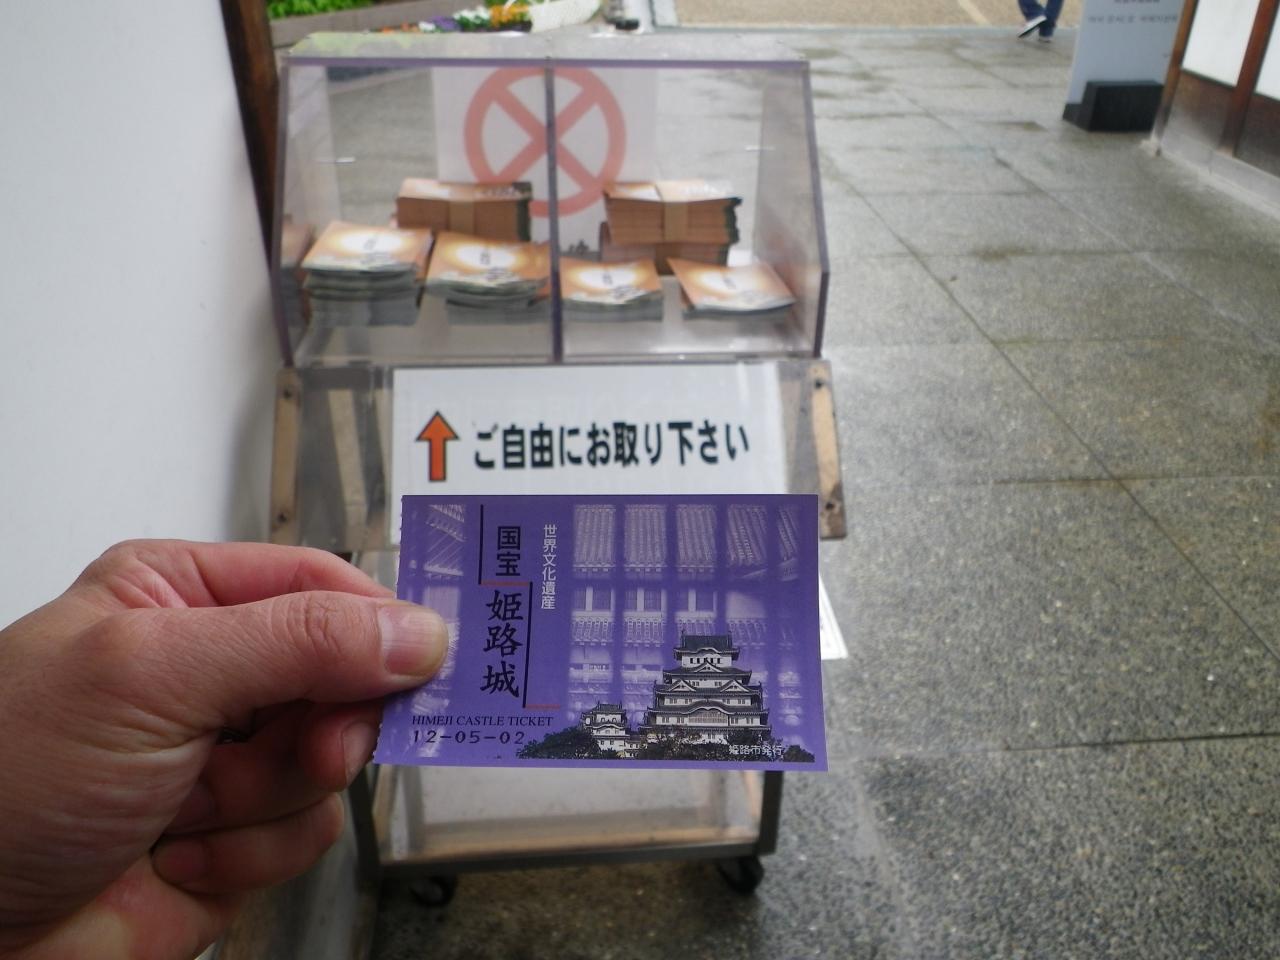 ご自由にお取り下さい
世界文化遺産
国宝
姫路城
HIMEJI CASTLE TICKET
12-05-02
姫路市発行